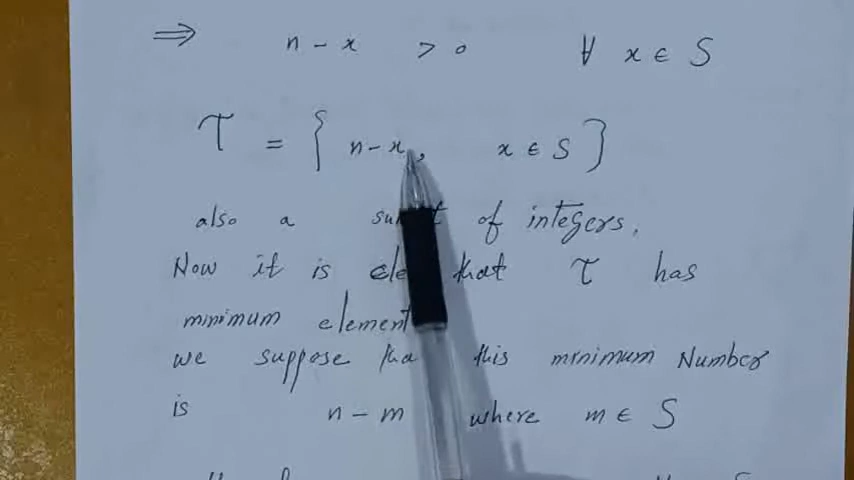 ⇒ n - x > 0 ∀ x ∈ S
T = { n - x, x ∈ S }
also a of integers.
Now it is that T has
minimum element
we suppose this minimum Number
is n - m where m ∈ S